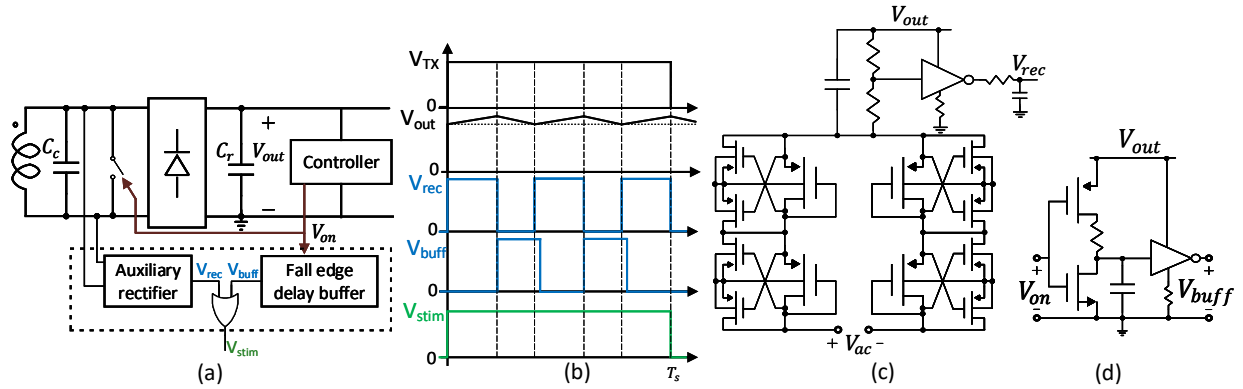 C_c
C_r
+
V_out
−
Controller
V_on
Auxiliary
rectifier
V_rec
V_buff
Fall edge
delay buffer
V_stim
(a)
V_TX
0
V_out
0
V_rec
0
V_buff
0
V_stim
0
T_s
(b)
V_out
V_rec
+ V_ac -
(c)
V_out
+
V_on
-
+
V_buff
-
(d)